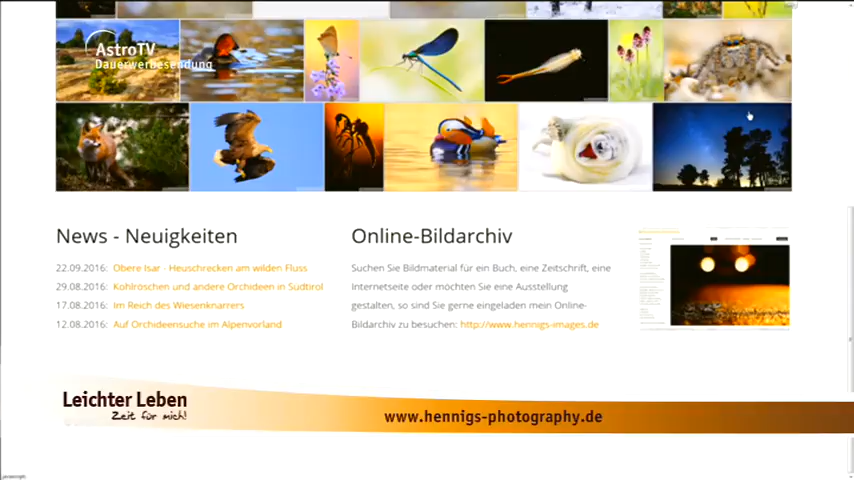 AstroTV
Dauerwerbesendung
News - Neuigkeiten
22.09.2016: Obere Isar - Heuschrecken am wilden Fluss
29.08.2016: Kohlröschen und andere Orchideen in Südtirol
17.08.2016: Im Reich des Wiesenknarrers
12.08.2016: Auf Orchideensuche im Alpenvorland
Online-Bildarchiv
Suchen Sie Bildmaterial für ein Buch, eine Zeitschrift, eine
Internetseite oder möchten Sie eine Ausstellung
gestalten, so sind Sie gerne eingeladen mein Online-
Bildarchiv zu besuchen: http://www.hennigs-images.de
Leichter Leben
Zeit für mich!
www.hennigs-photography.de